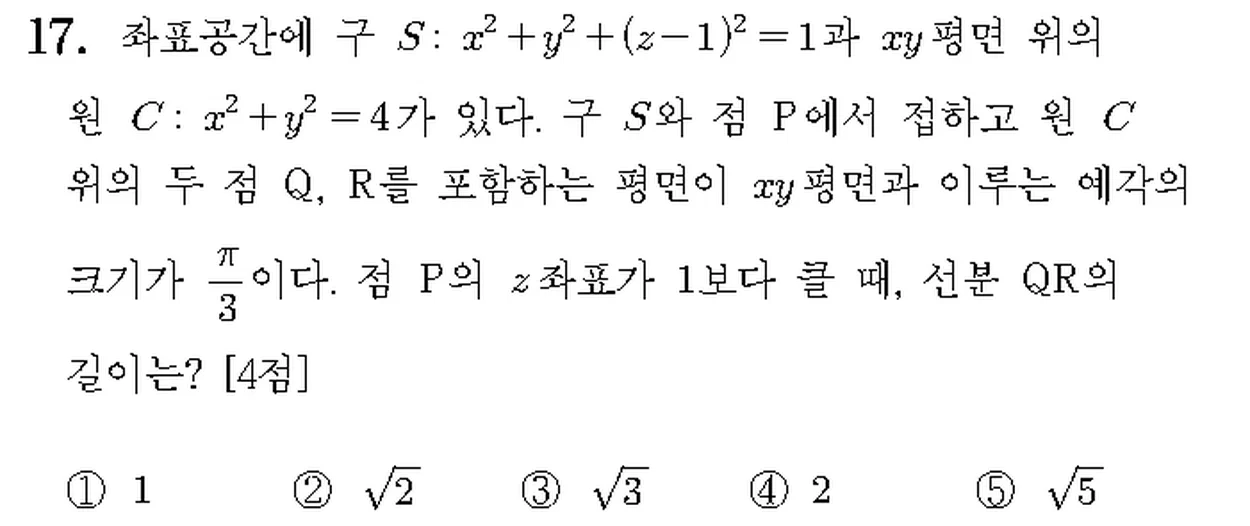 17. 좌표공간에 구 S: x²+y²+(z−1)²=1과 xy평면 위의
원 C: x²+y²=4가 있다. 구 S와 점 P에서 접하고 원 C
위의 두 점 Q, R를 포함하는 평면이 xy평면과 이루는 예각의
크기가 π/3이다. 점 P의 z좌표가 1보다 클 때, 선분 QR의
길이는? [4점]
① 1 ② √2 ③ √3 ④ 2 ⑤ √5